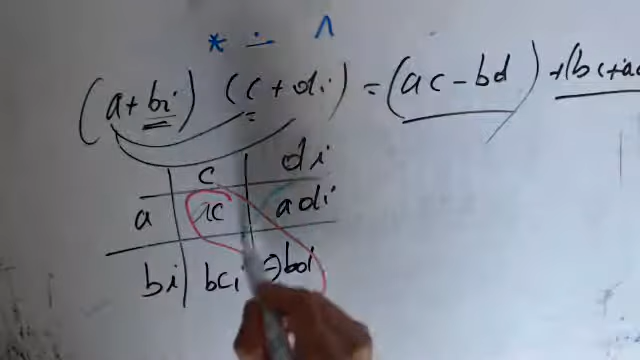 * ÷ ^
(a+bi) (c+di) = (ac-bd) +(bc+ad
c di
a ac adi
bi bci